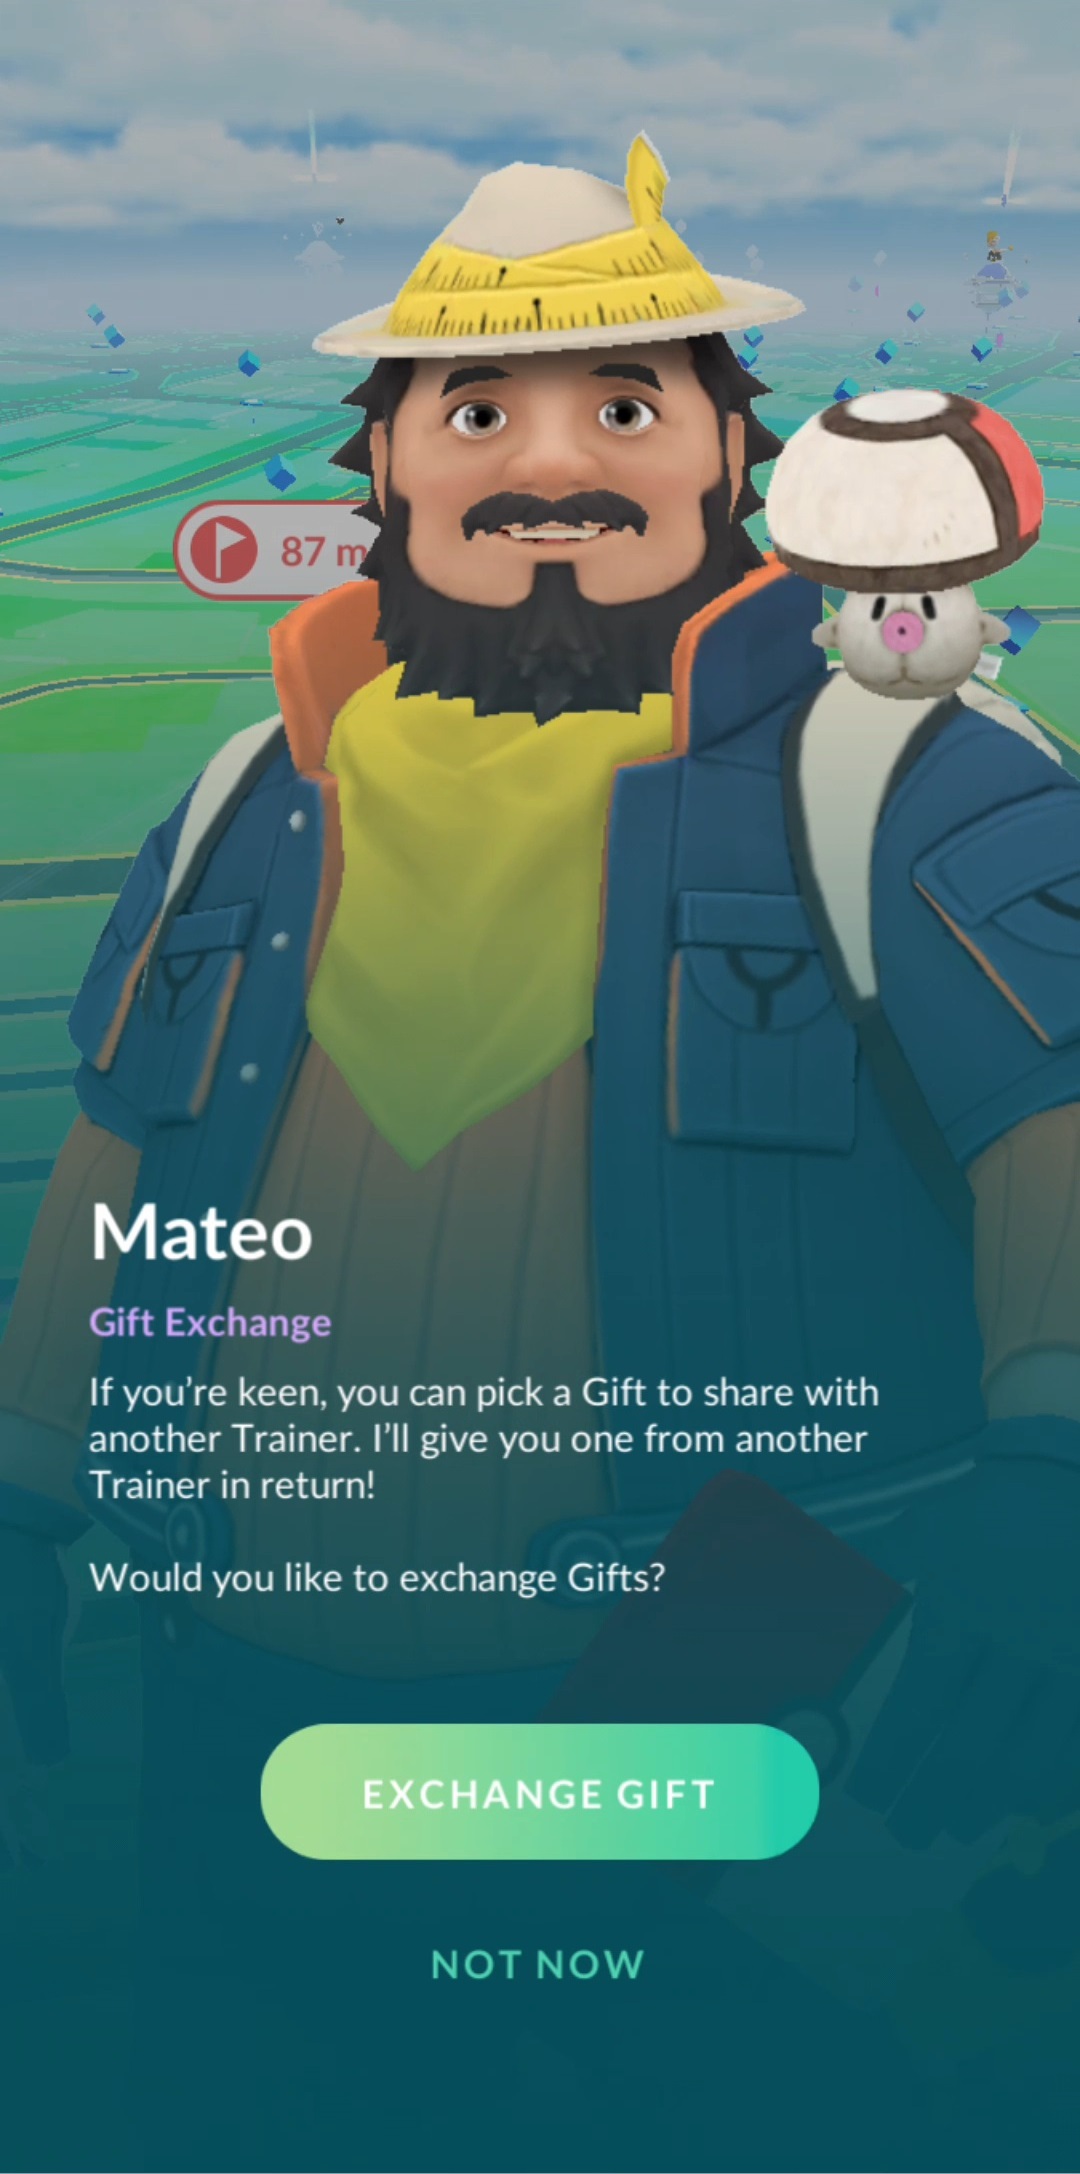 87 m
Mateo
Gift Exchange
If you’re keen, you can pick a Gift to share with
another Trainer. I’ll give you one from another
Trainer in return!
Would you like to exchange Gifts?
EXCHANGE GIFT
NOT NOW